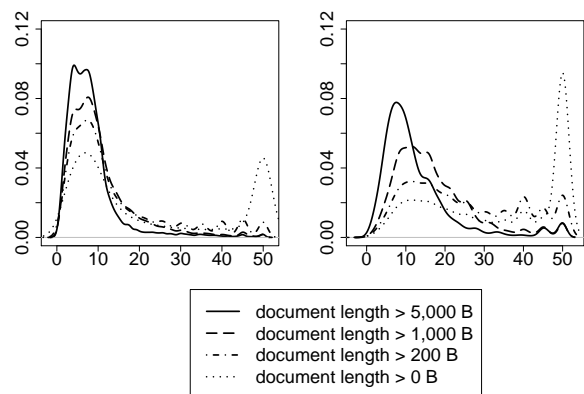 0.12
0.08
0.04
0.00
0 10 20 30 40 50
0.12
0.08
0.04
0.00
0 10 20 30 40 50
document length > 5,000 B
document length > 1,000 B
document length > 200 B
document length > 0 B